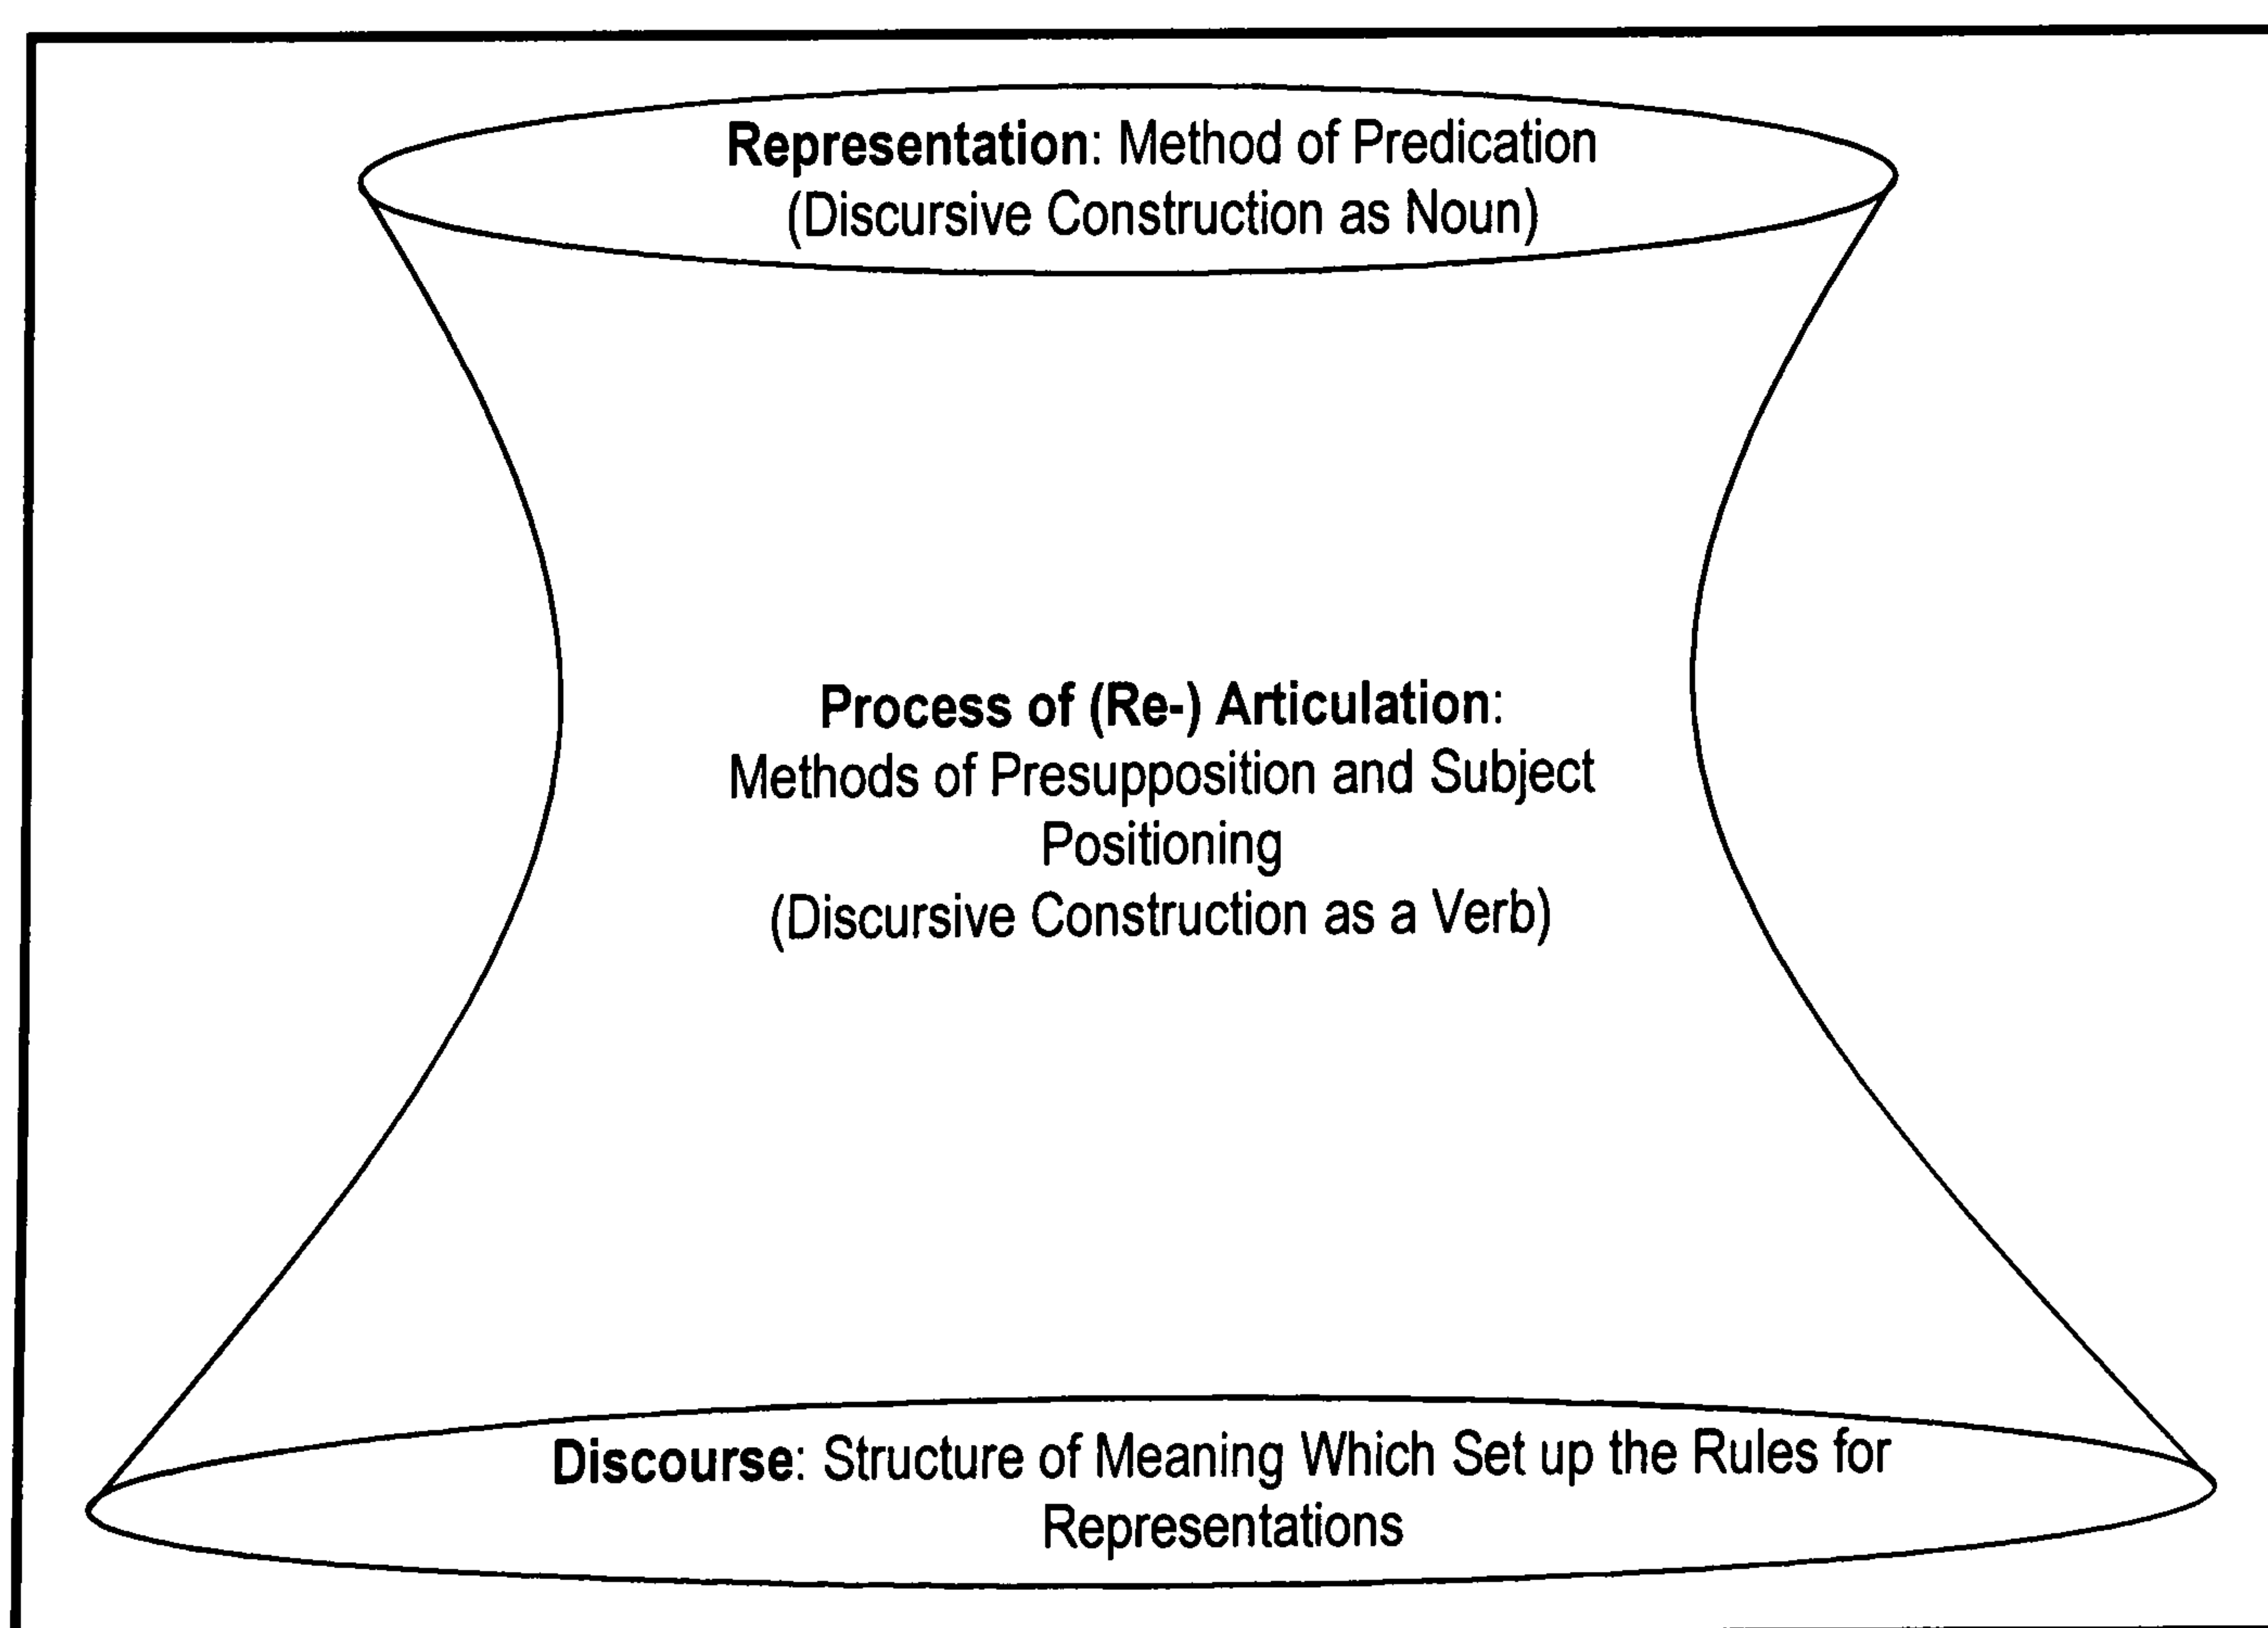 Representation: Method of Predication
(Discursive Construction as Noun)
Process of (Re-) Articulation:
Methods of Presupposition and Subject
Positioning
(Discursive Construction as a Verb)
Discourse: Structure of Meaning Which Set up the Rules for
Representations